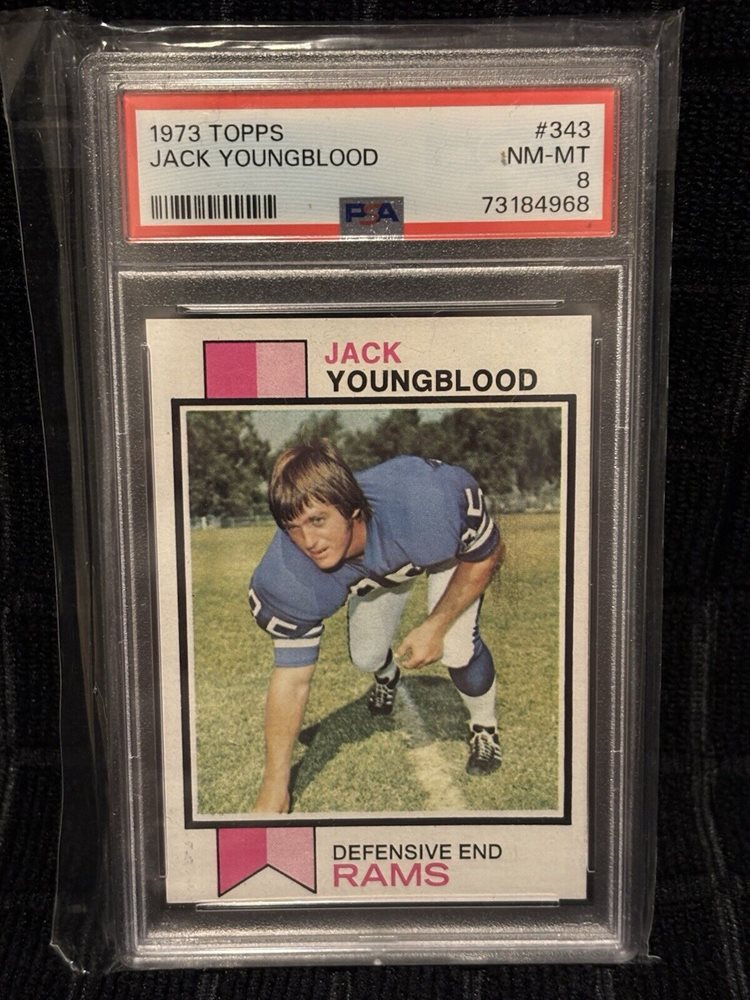 1973 TOPPS #343
JACK YOUNGBLOOD NM-MT
8
PSA 73184968
JACK
YOUNGBLOOD
DEFENSIVE END
RAMS